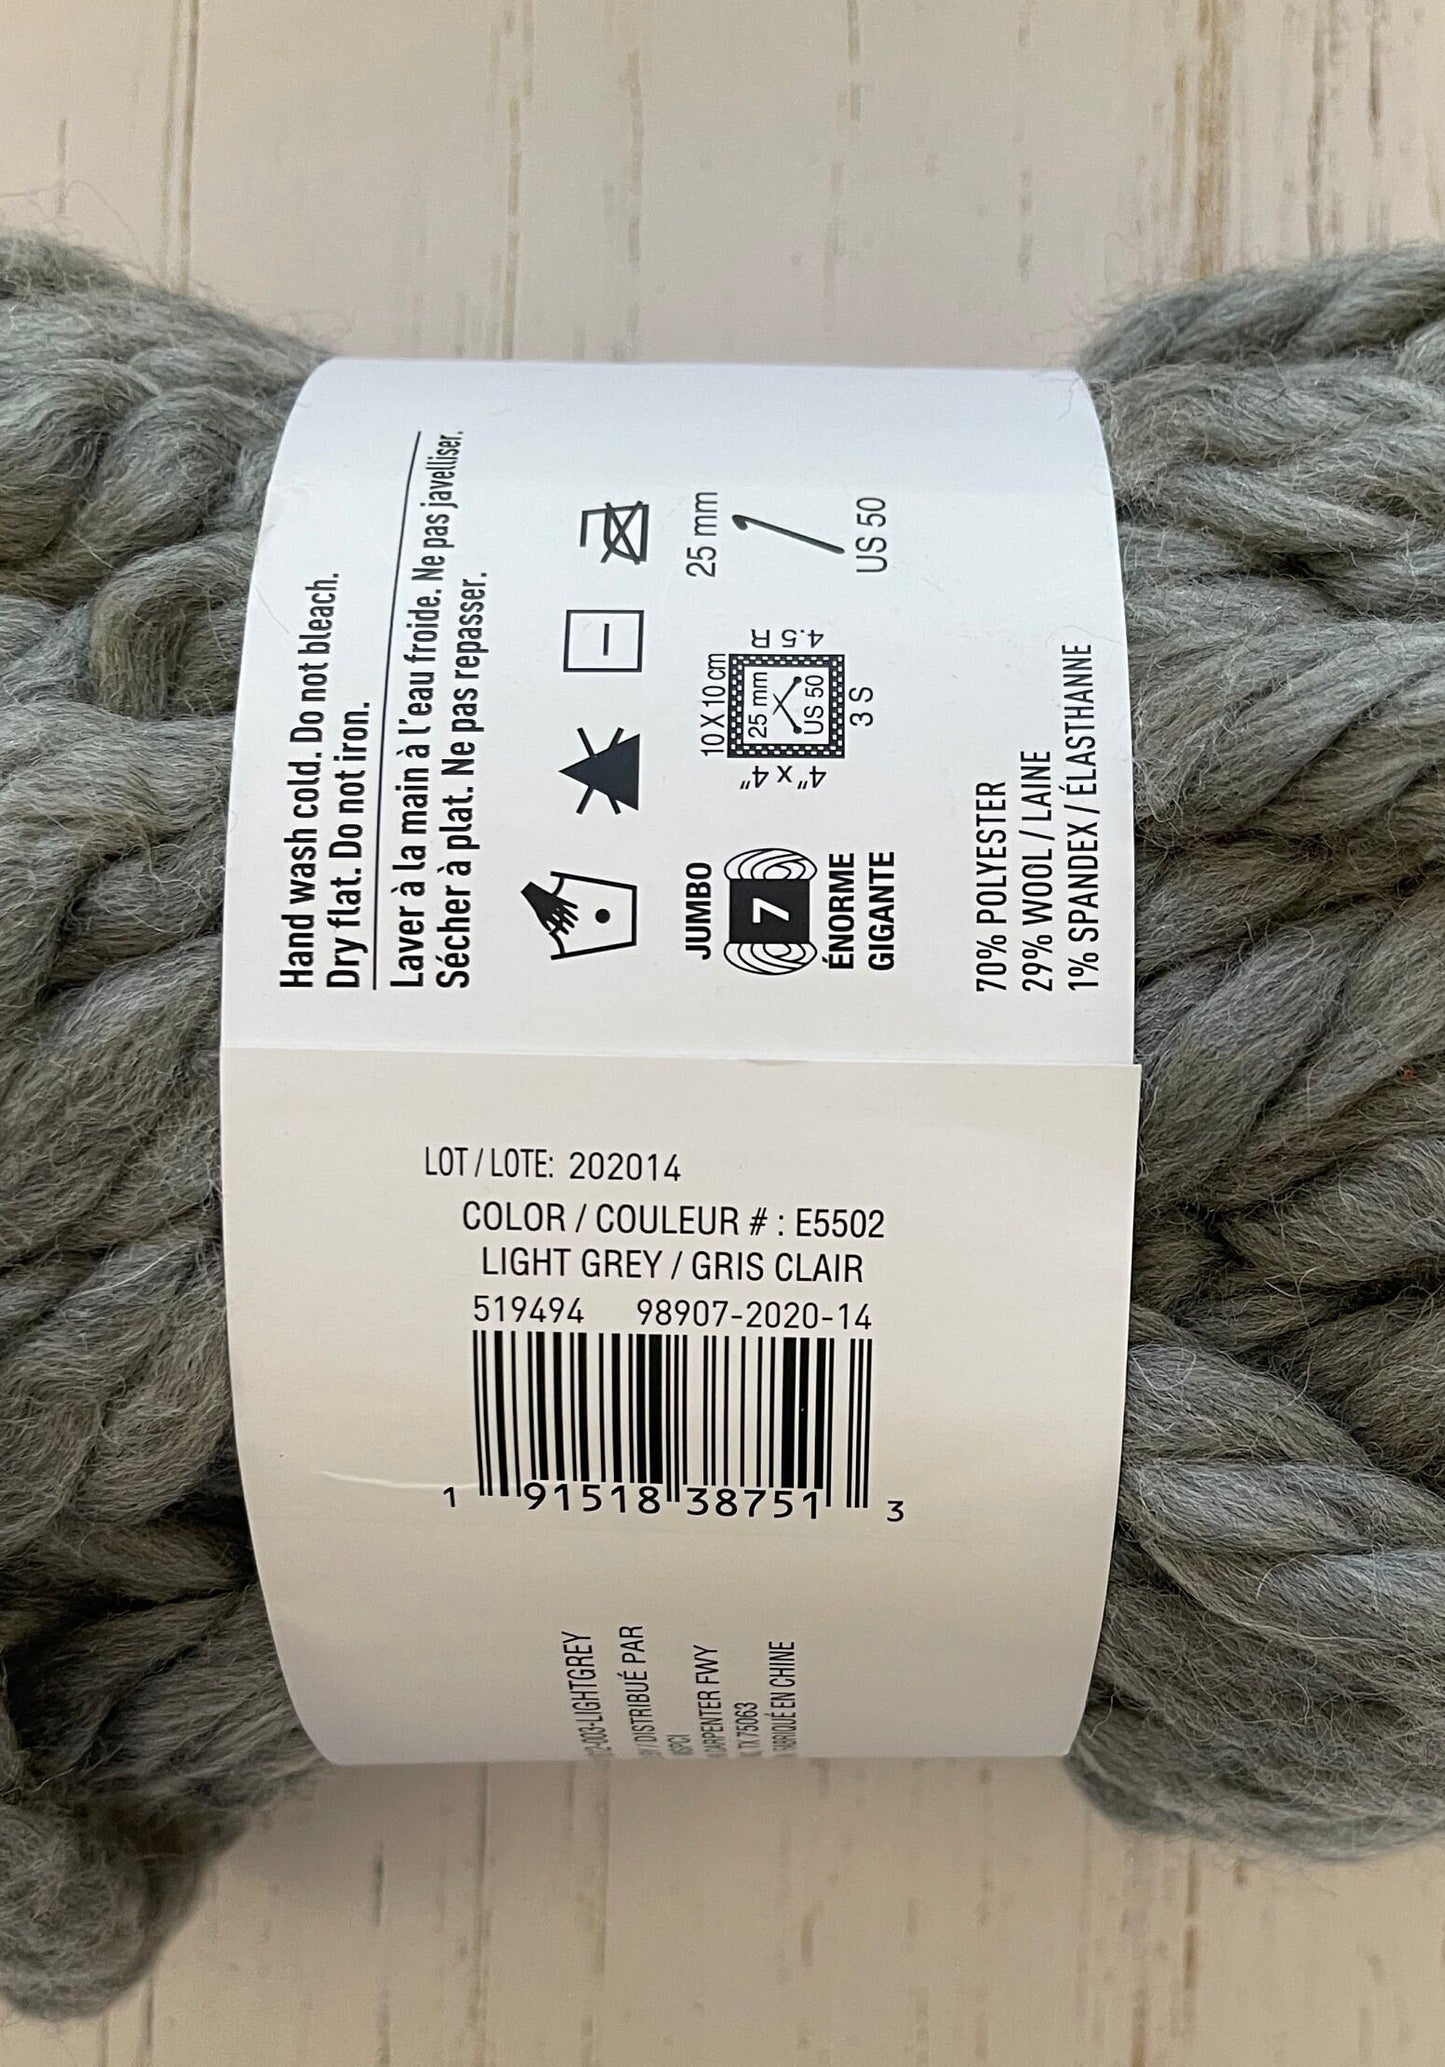 Hand wash cold. Do not bleach.
Dry flat. Do not iron.
Laver à la main à l'eau froide. Ne pas javelliser.
Sécher à plat. Ne pas repasser.
JUMBO
7
ÉNORME
GIGANTE
10 X 10 cm
4" x 4"
25 mm
US 50
4.5 R
3 S
25 mm
US 50
70% POLYESTER
29% WOOL / LAINE
1% SPANDEX / ÉLASTHANNE
LOT / LOTE: 202014
COLOR / COULEUR # : E5502
LIGHT GREY / GRIS CLAIR
519494 98907-2020-14
1 91518 38751 3
-003-LIGHTGREY
/ DISTRIBUÉ PAR
MSPCI
CARPENTER FWY
TX 75063
FABRIQUÉ EN CHINE